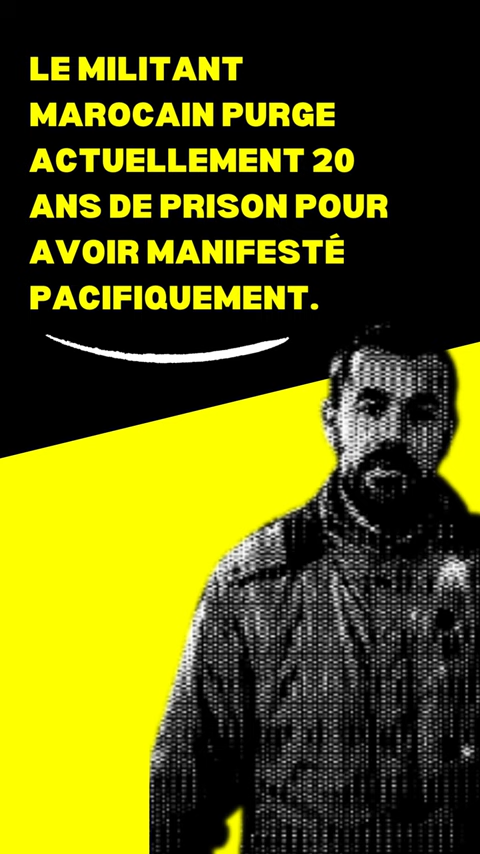 LE MILITANT
MAROCAIN PURGE
ACTUELLEMENT 20
ANS DE PRISON POUR
AVOIR MANIFESTÉ
PACIFIQUEMENT.